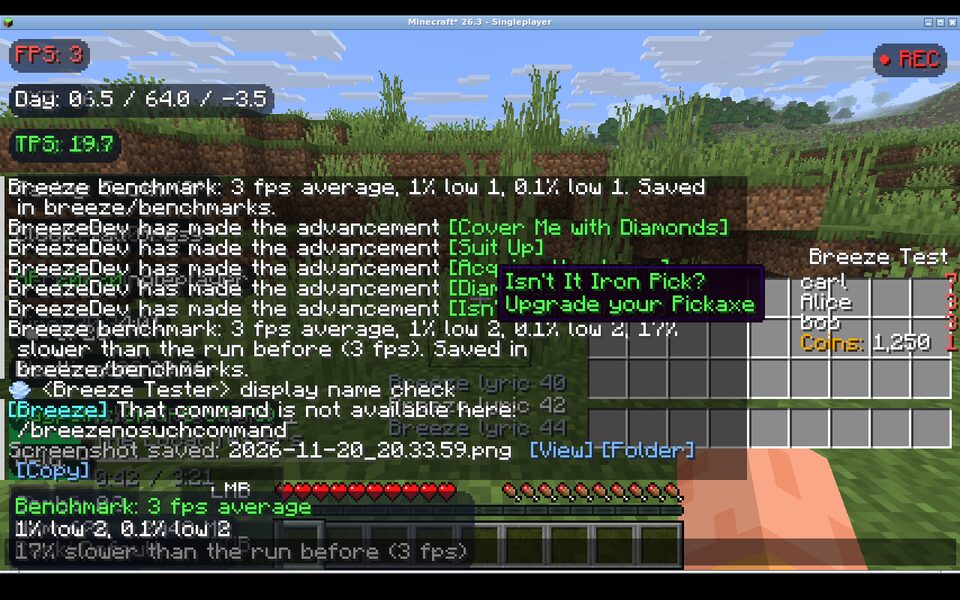 Minecraft* 26.3 - Singleplayer
FPS: 3
REC
Day: 0 / 64.0 / -3.5
TPS: 19.7
Breeze benchmark: 3 fps average, 1% low 1, 0.1% low 1. Saved
in breeze/benchmarks.
BreezeDev has made the advancement [Cover Me with Diamonds]
BreezeDev has made the advancement [Suit Up]
BreezeDev has made the advancement
BreezeDev has made the advancement
BreezeDev has made the advancement
Isn't It Iron Pick?
Upgrade your Pickaxe
Breeze benchmark: 3 fps average, 1% low 2, 0.1% low 2, 17%
slower than the run before (3 fps). Saved in
Breeze/benchmarks.
<Breeze Tester> display name check
[Breeze] That command is not available here:
/breezenosuchcommand
Screenshot saved: 2026-11-20_20.33.59.png [View] [Folder]
[Copy]
Breeze Test
carl 7
Alice 3
bob 3
Coins: 1,250 1
Breeze lyric 40
Breeze lyric 42
Breeze lyric 44
/ 3:21
LMB
Benchmark: 3 fps average
1% low 2, 0.1% low 2
17% slower than the run before (3 fps)